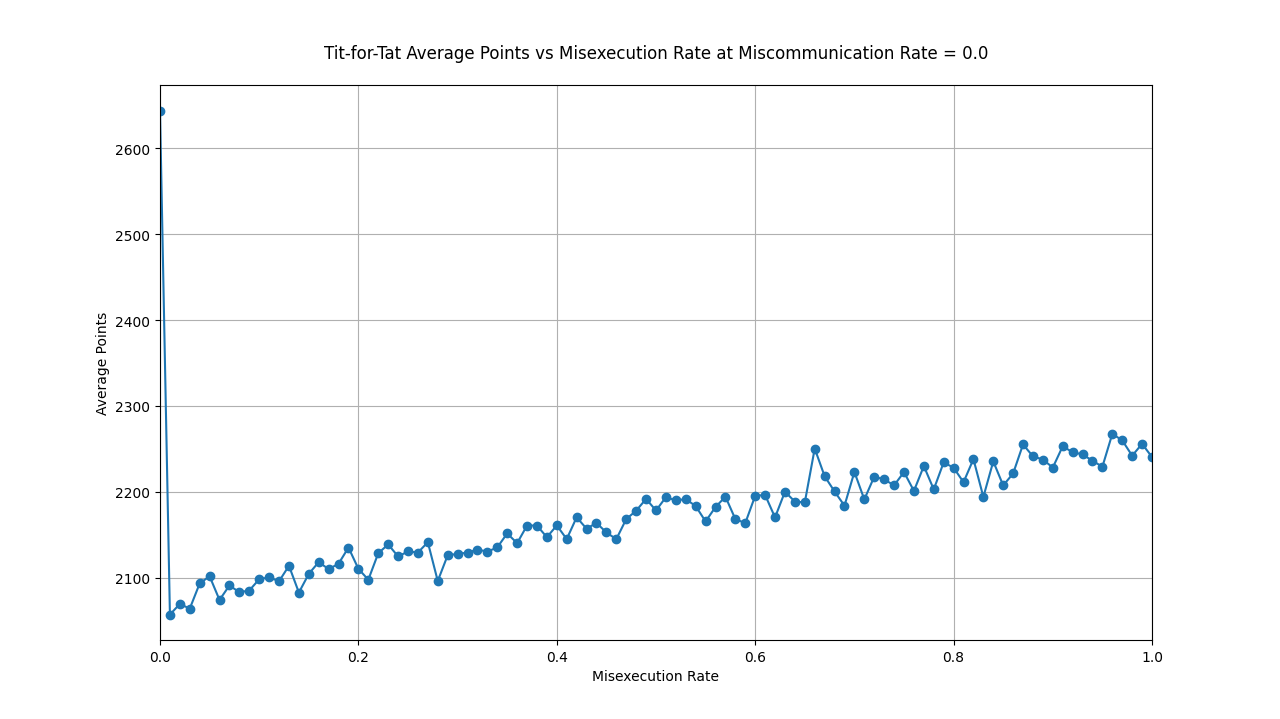 Tit-for-Tat Average Points vs Misexecution Rate at Miscommunication Rate = 0.0
2600
2500
2400
2300
2200
2100
Average Points
0.0 0.2 0.4 0.6 0.8 1.0
Misexecution Rate